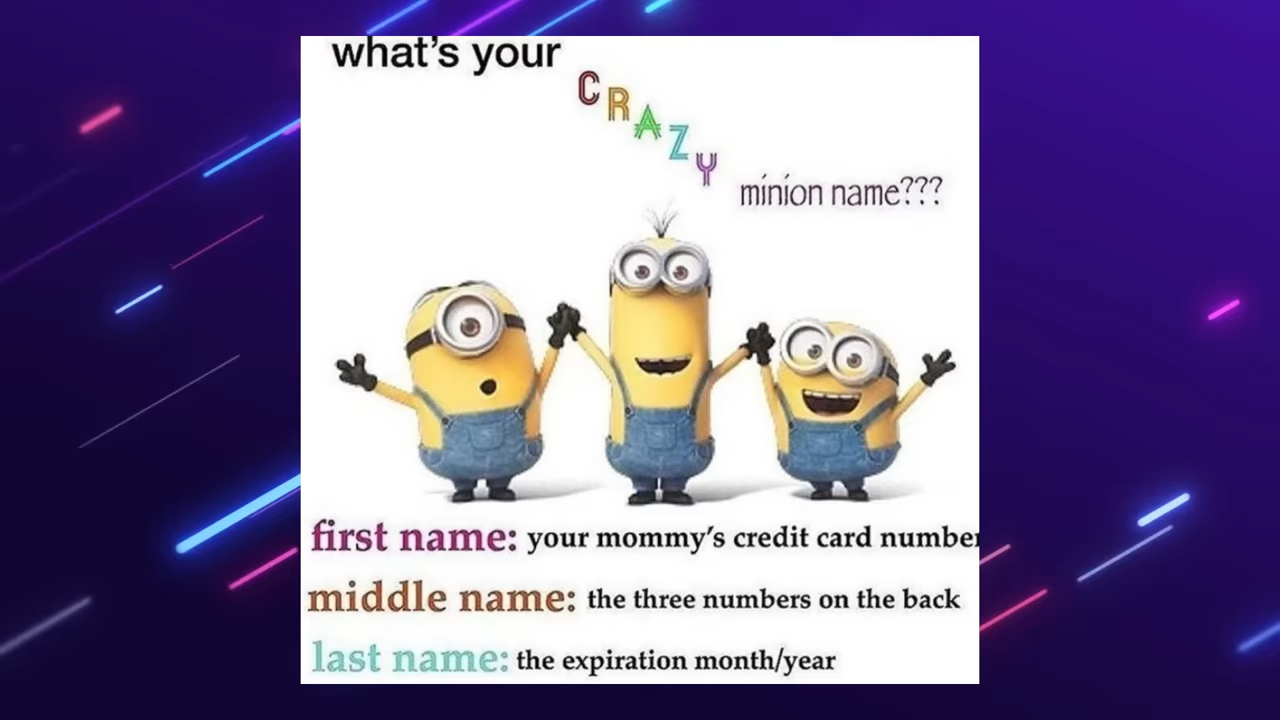 what's your
CRAZY
minion name???
first name: your mommy's credit card number
middle name: the three numbers on the back
last name: the expiration month/year